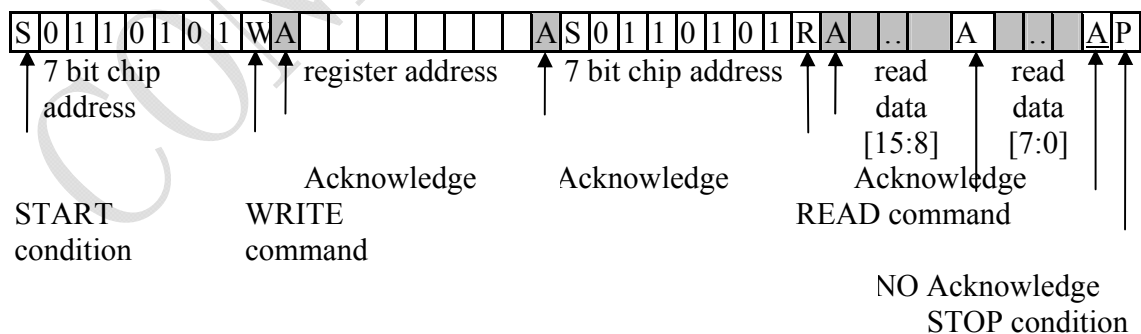 CON
S 0 1 1 0 1 0 1 W A A S 0 1 1 0 1 0 1 R A .. A .. A P
7 bit chip address
register address
7 bit chip address
read data [15:8]
read data [7:0]
Acknowledge
Acknowledge
Acknowledge
START condition
WRITE command
READ command
NO Acknowledge
STOP condition